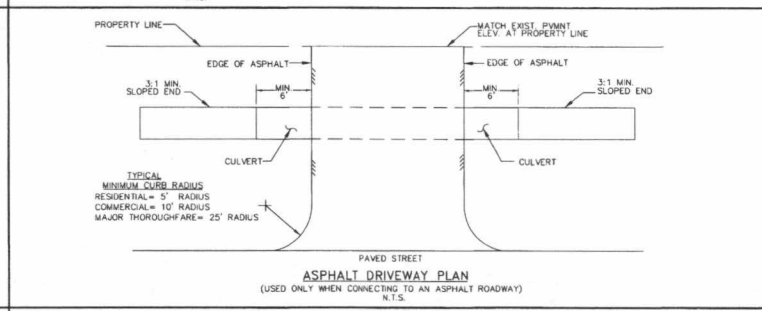 PROPERTY LINE
MATCH EXIST. PVMNT
ELEV. AT PROPERTY LINE
EDGE OF ASPHALT
EDGE OF ASPHALT
3:1 MIN.
SLOPED END
MIN.
6'
MIN.
6'
3:1 MIN.
SLOPED END
CULVERT
CULVERT
TYPICAL
MINIMUM CURB RADIUS
RESIDENTIAL= 5' RADIUS
COMMERCIAL= 10' RADIUS
MAJOR THOROUGHFARE= 25' RADIUS
PAVED STREET
ASPHALT DRIVEWAY PLAN
(USED ONLY WHEN CONNECTING TO AN ASPHALT ROADWAY)
N.T.S.